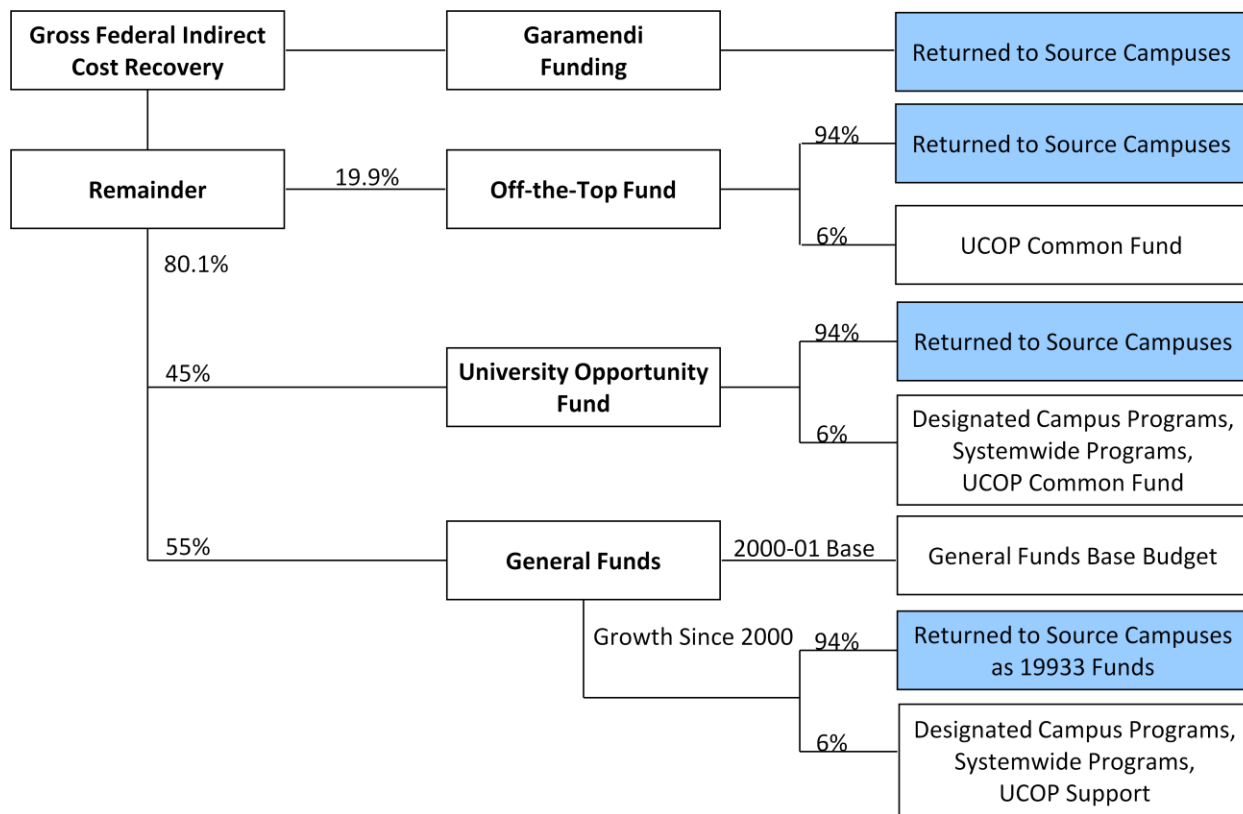 Gross Federal Indirect
Cost Recovery
Garamendi
Funding
Returned to Source Campuses
Remainder
19.9%
Off-the-Top Fund
94%
Returned to Source Campuses
6%
UCOP Common Fund
80.1%
45%
University Opportunity
Fund
94%
Returned to Source Campuses
6%
Designated Campus Programs,
Systemwide Programs,
UCOP Common Fund
55%
General Funds
2000-01 Base
General Funds Base Budget
Growth Since 2000
94%
Returned to Source Campuses
as 19933 Funds
6%
Designated Campus Programs,
Systemwide Programs,
UCOP Support